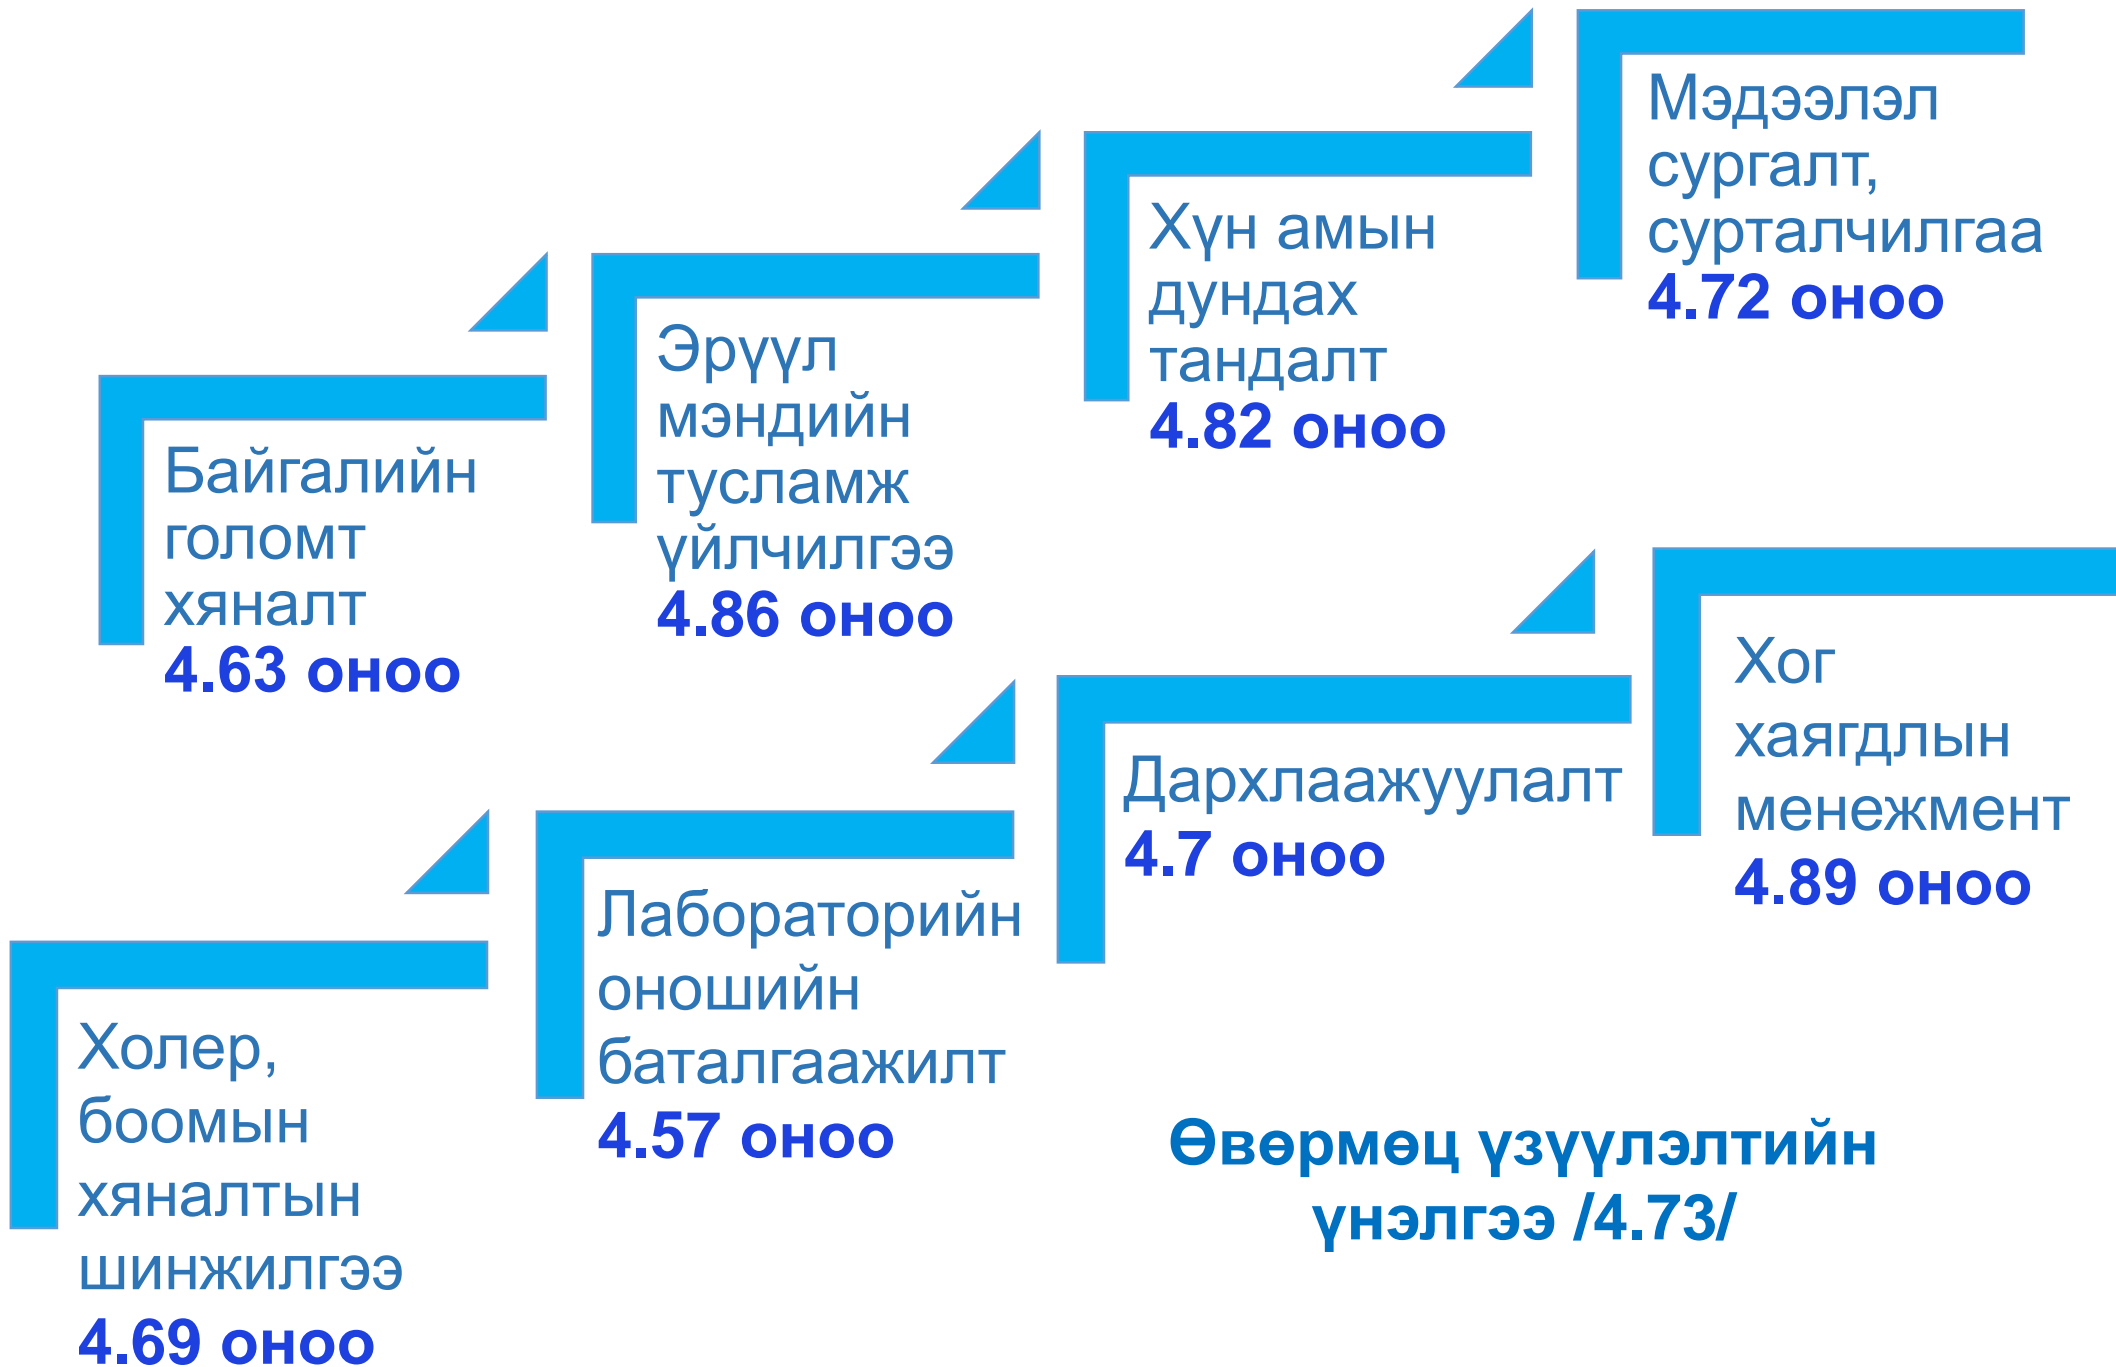 Байгалийн
голомт
хяналт
4.63 оноо
Эрүүл
мэндийн
тусламж
үйлчилгээ
4.86 оноо
Хүн амын
дундах
тандалт
4.82 оноо
Мэдээлэл
сургалт,
сурталчилгаа
4.72 оноо
Холер,
боомын
хяналтын
шинжилгээ
4.69 оноо
Лабораторийн
оношийн
баталгаажилт
4.57 оноо
Дархлаажуулалт
4.7 оноо
Хог
хаягдлын
менежмент
4.89 оноо
Өвөрмөц үзүүлэлтийн
үнэлгээ /4.73/